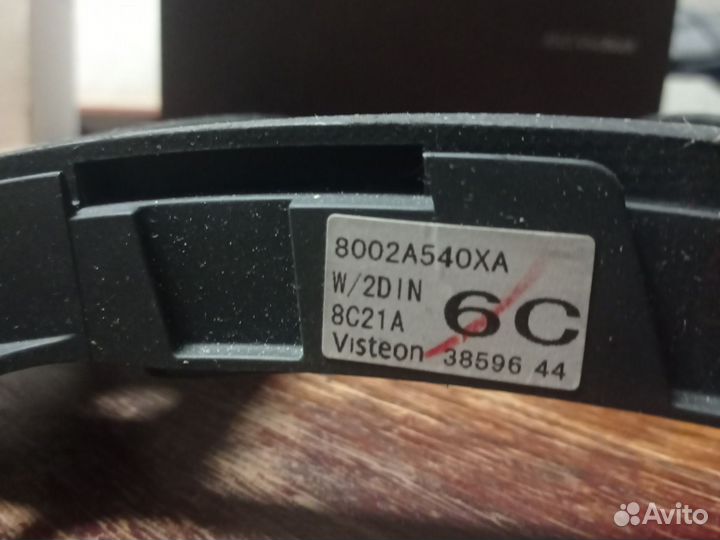 8002A540XA
W/2DIN
8C21A
6C
Visteon 38596 44
Avito